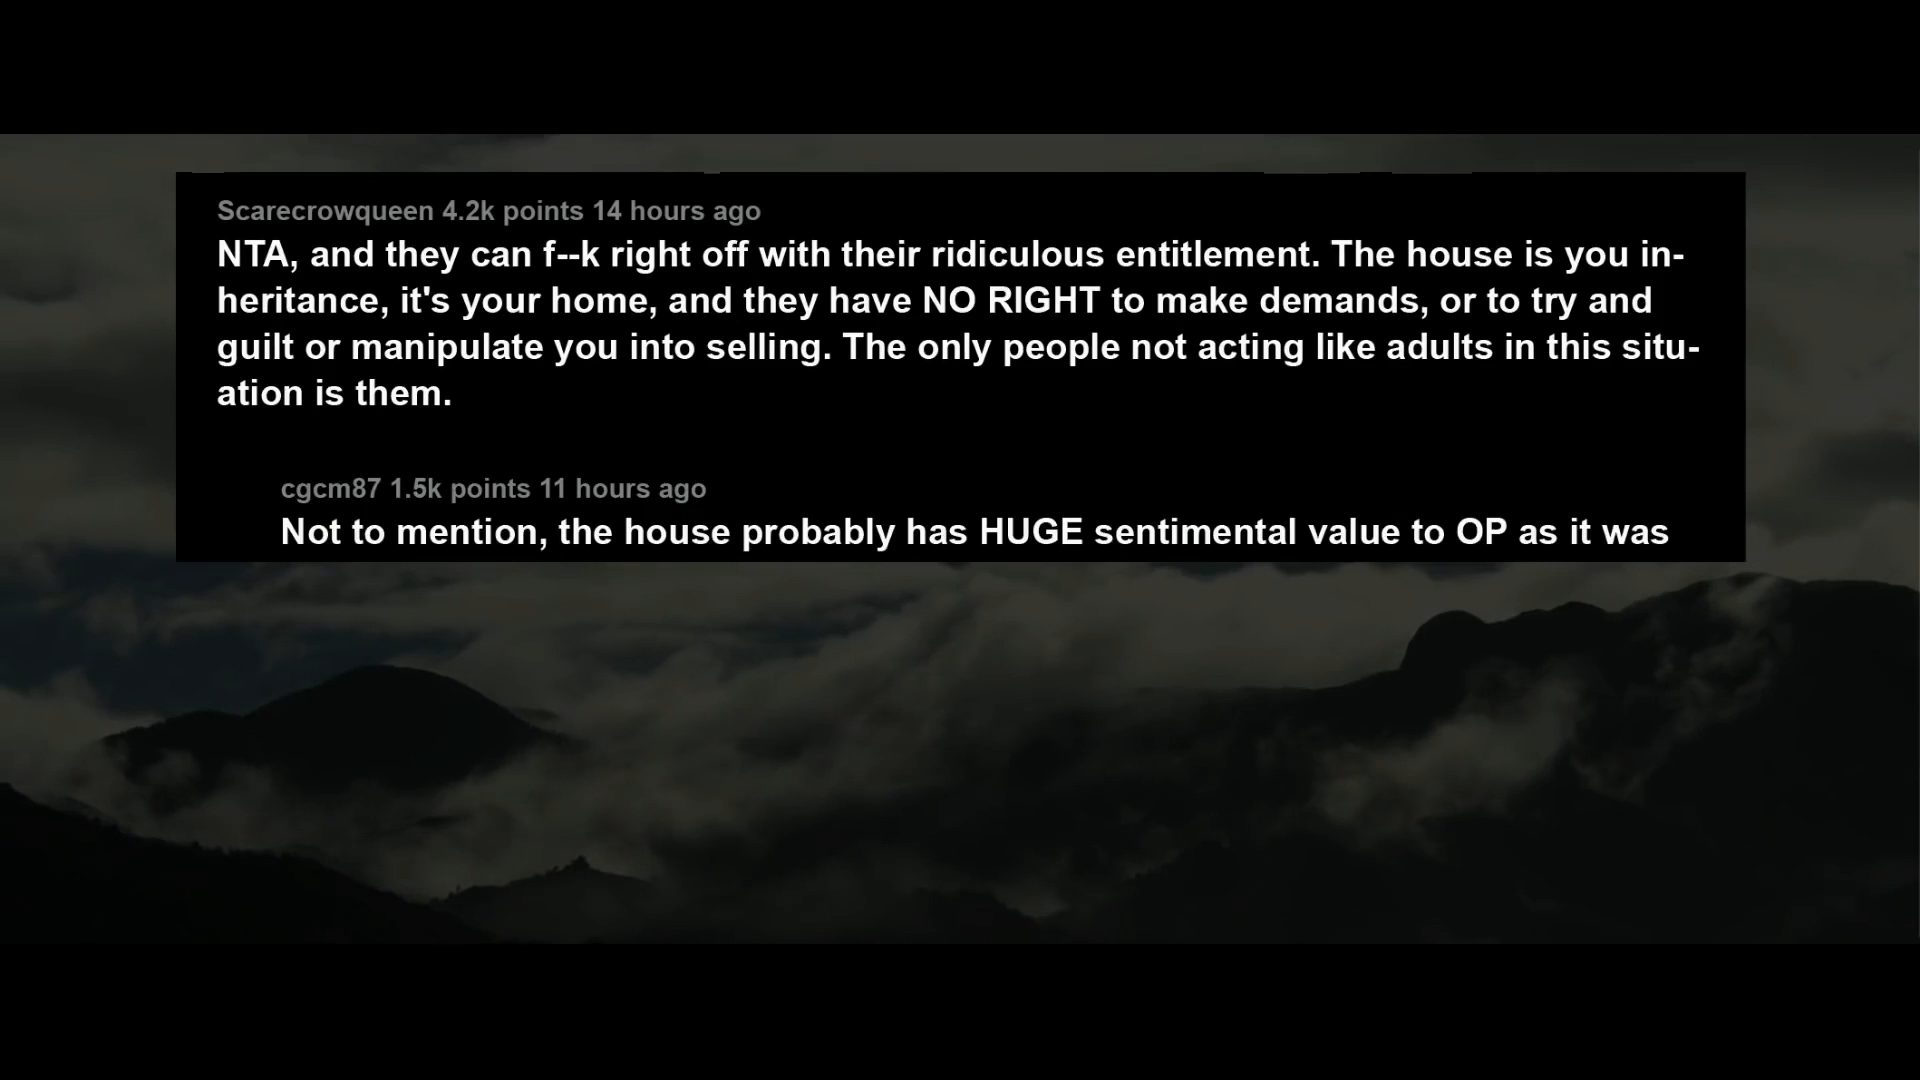 Scarecrowqueen 4.2k points 14 hours ago
NTA, and they can f--k right off with their ridiculous entitlement. The house is you in-
heritance, it's your home, and they have NO RIGHT to make demands, or to try and
guilt or manipulate you into selling. The only people not acting like adults in this situ-
ation is them.
cgcm87 1.5k points 11 hours ago
Not to mention, the house probably has HUGE sentimental value to OP as it was